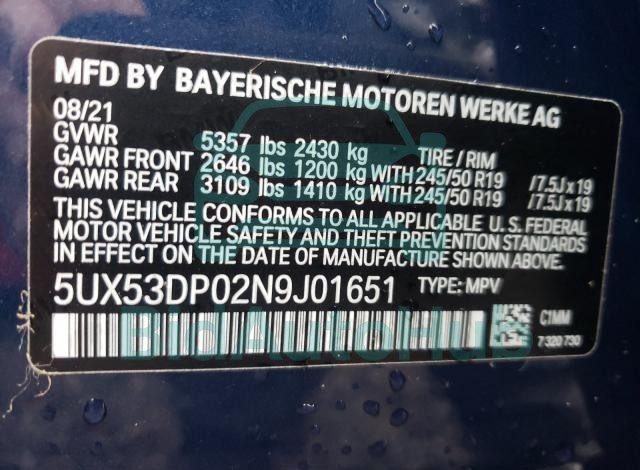 MFD BY BAYERISCHE MOTOREN WERKE AG
08/21
GVWR 5357 lbs 2430 kg TIRE / RIM
GAWR FRONT 2646 lbs 1200 kg WITH 245/50 R19 /7.5J x 19
GAWR REAR 3109 lbs 1410 kg WITH 245/50 R19 /7.5J x 19
THIS VEHICLE CONFORMS TO ALL APPLICABLE U. S. FEDERAL
MOTOR VEHICLE SAFETY AND THEFT PREVENTION STANDARDS
IN EFFECT ON THE DATE OF MANUFACTURE SHOWN ABOVE.
5UX53DP02N9J01651 TYPE: MPV
C1MM
7 320 730
BidAutoHub